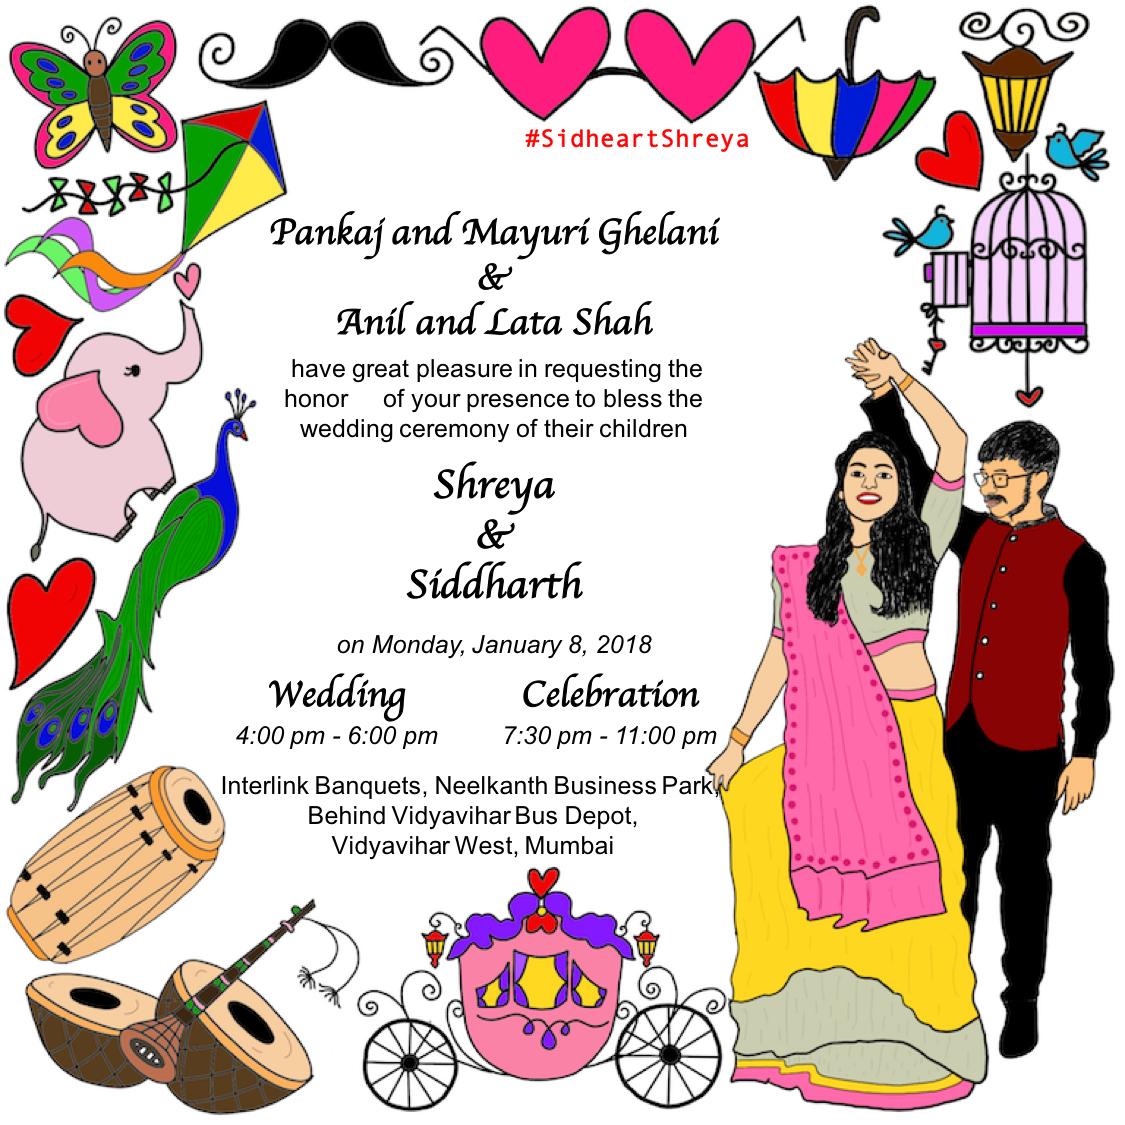 #SidheartShreya
Pankaj and Mayuri Ghelani
&
Anil and Lata Shah
have great pleasure in requesting the
honor of your presence to bless the
wedding ceremony of their children
Shreya
&
Siddharth
on Monday, January 8, 2018
Wedding Celebration
4:00 pm - 6:00 pm 7:30 pm - 11:00 pm
Interlink Banquets, Neelkanth Business Park,
Behind Vidyavihar Bus Depot,
Vidyavihar West, Mumbai